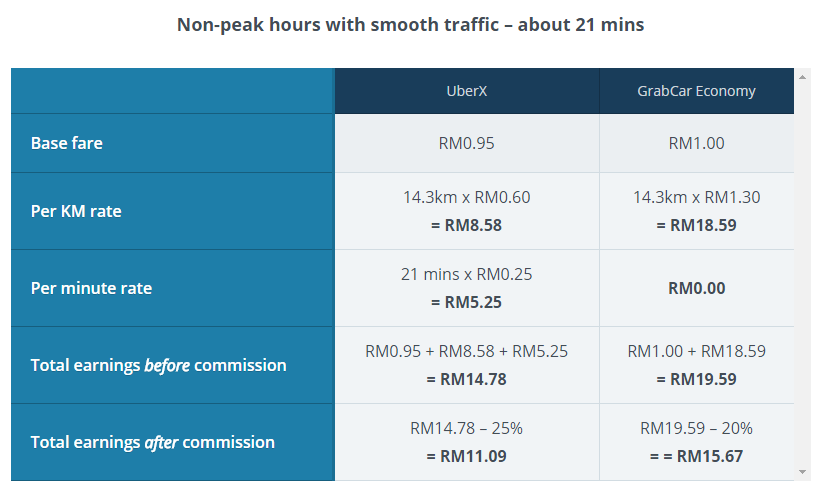 Non-peak hours with smooth traffic – about 21 mins
UberX
GrabCar Economy
Base fare
RM0.95
RM1.00
Per KM rate
14.3km x RM0.60
= RM8.58
14.3km x RM1.30
= RM18.59
Per minute rate
21 mins x RM0.25
= RM5.25
RM0.00
Total earnings before commission
RM0.95 + RM8.58 + RM5.25
= RM14.78
RM1.00 + RM18.59
= RM19.59
Total earnings after commission
RM14.78 – 25%
= RM11.09
RM19.59 – 20%
= = RM15.67